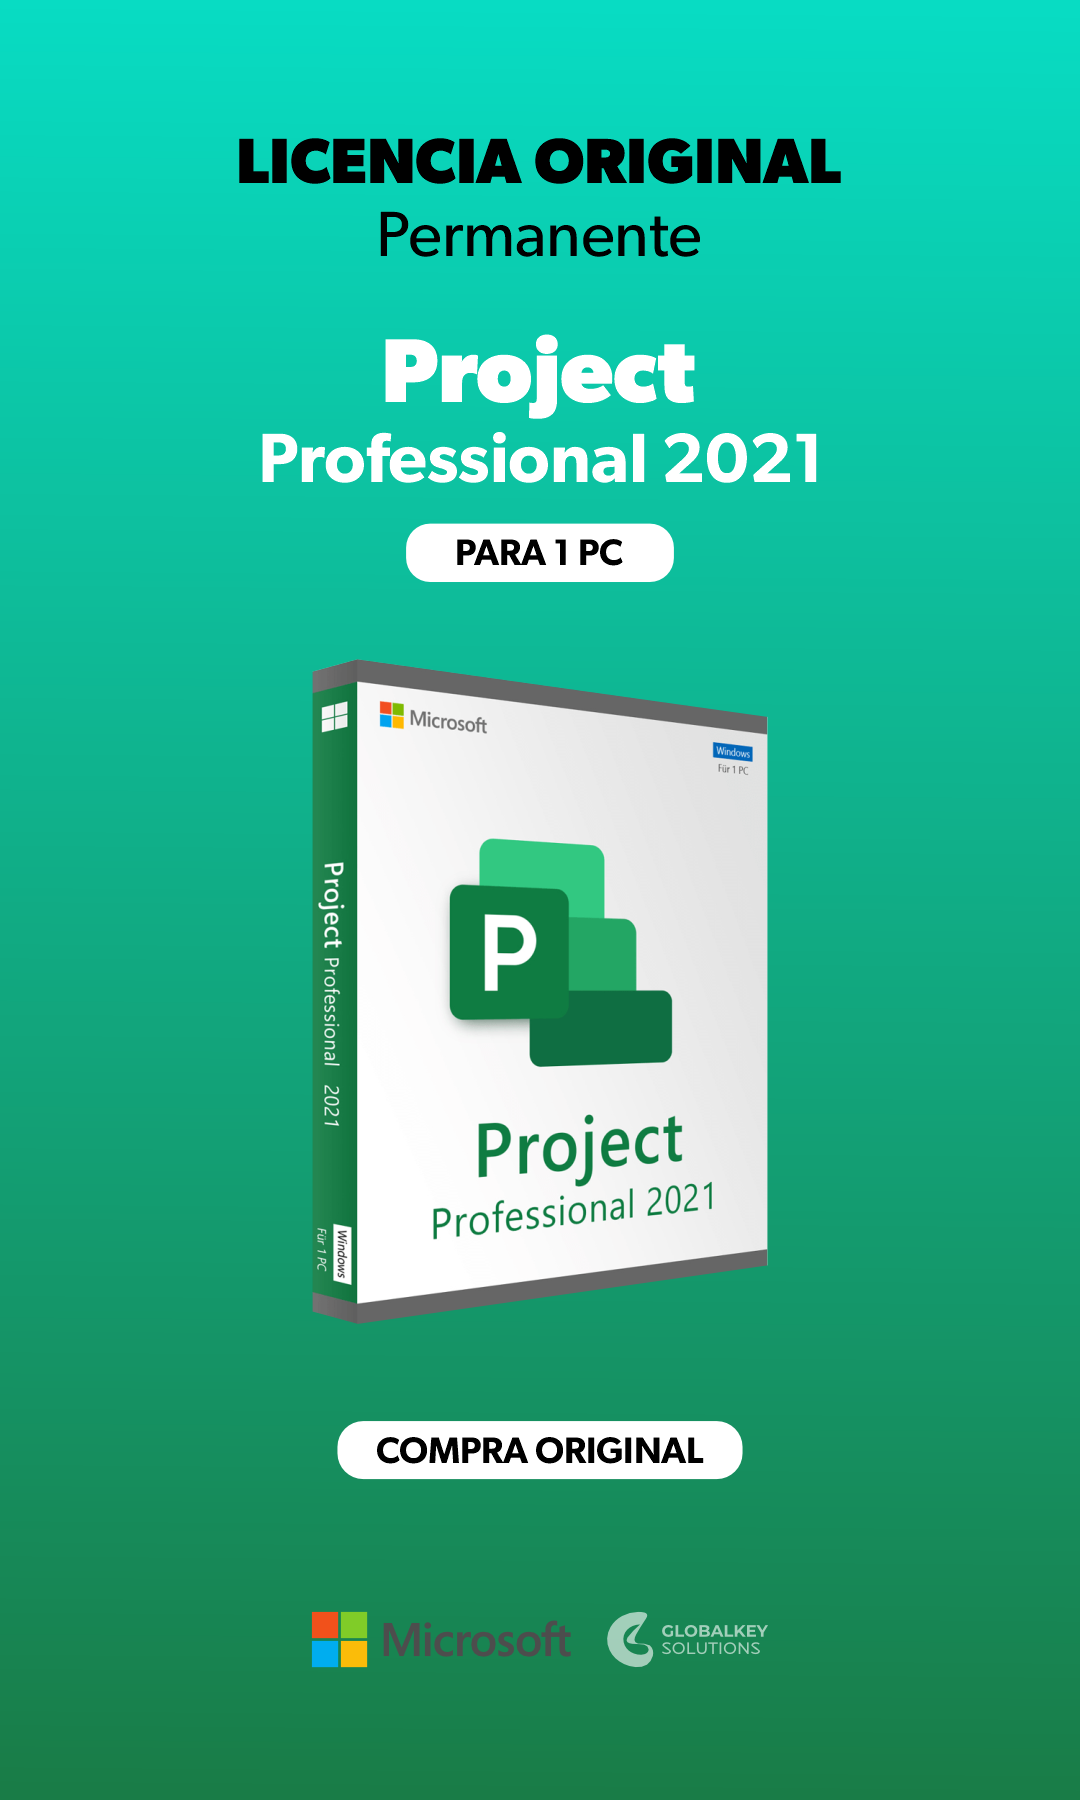 LICENCIA ORIGINAL
Permanente
Project
Professional 2021
PARA 1 PC
Microsoft
Windows
Für 1 PC
P
Project
Professional 2021
Project Professional 2021
Windows
Für 1 PC
COMPRA ORIGINAL
Microsoft
GLOBALKEY
SOLUTIONS